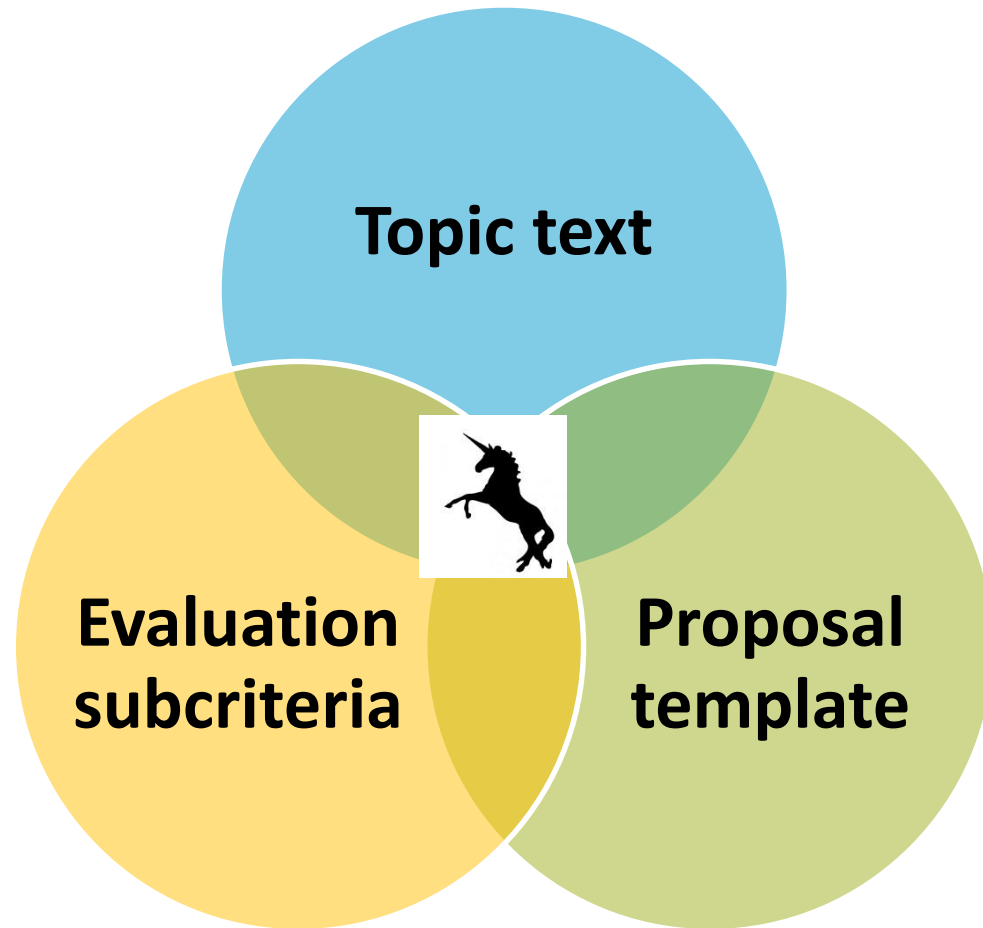 Topic text
Evaluation
subcriteria
Proposal
template